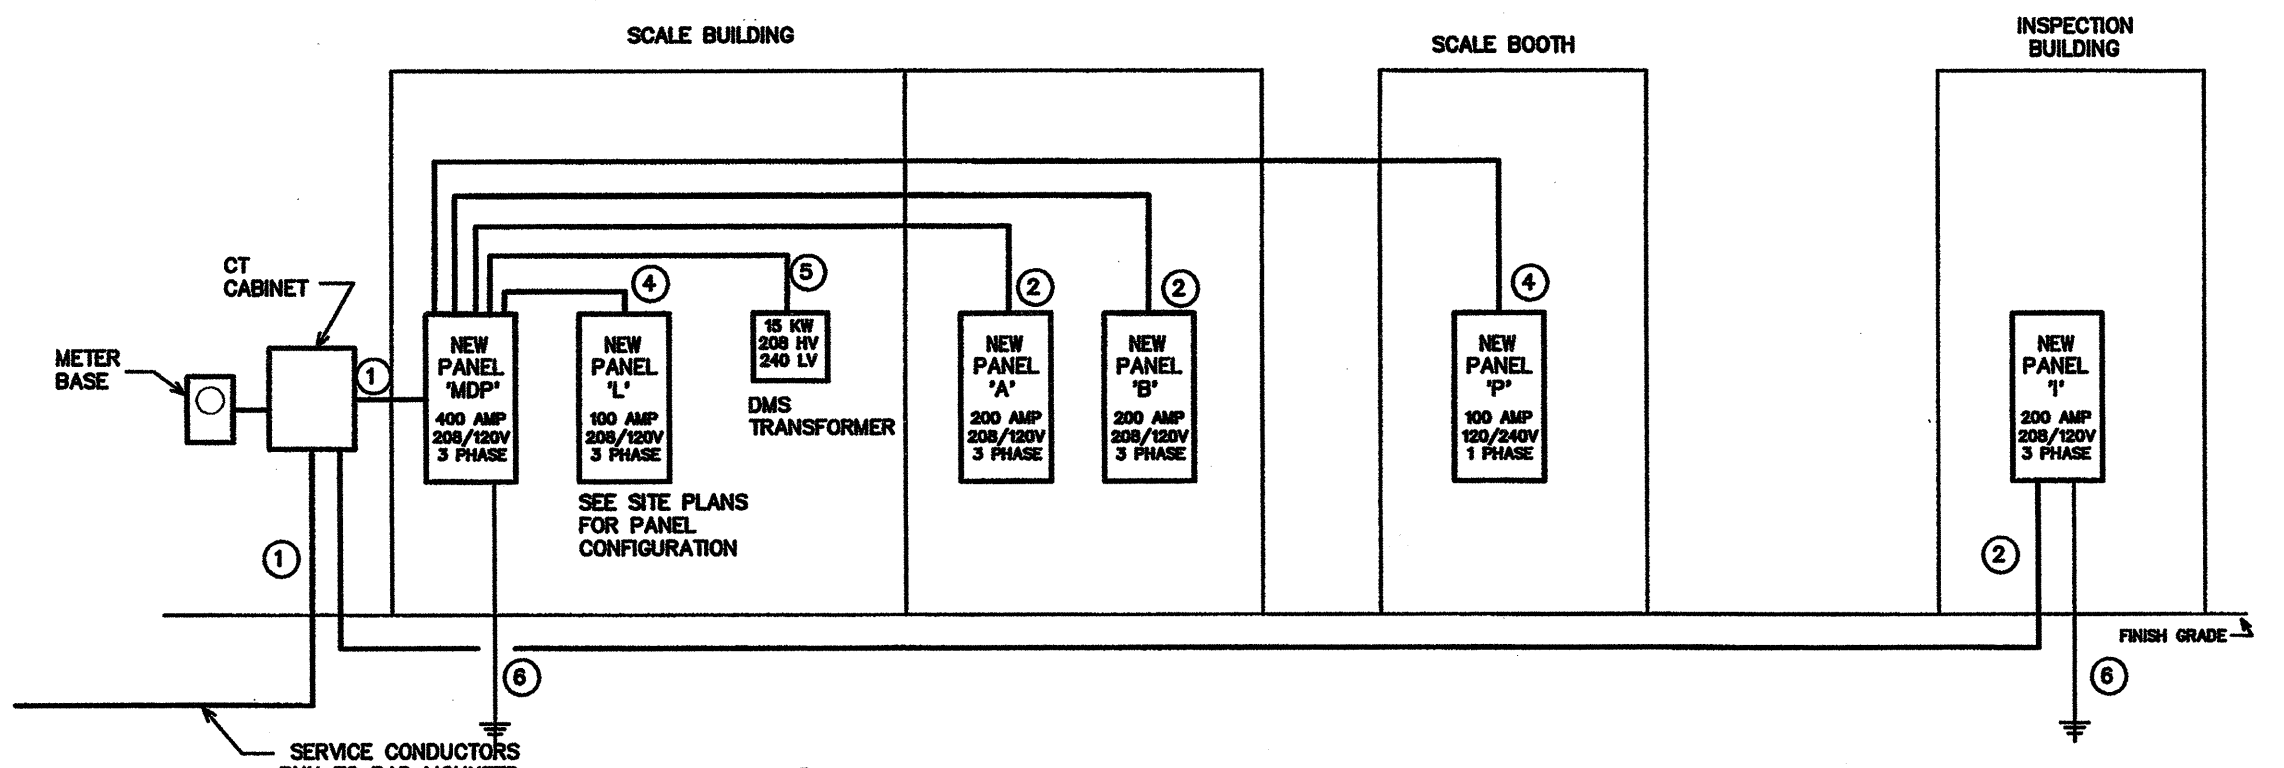 SCALE BUILDING
SCALE BOOTH
INSPECTION
BUILDING
CT
CABINET
METER
BASE
1
NEW
PANEL
'MDP'
400 AMP
208/120V
3 PHASE
4
NEW
PANEL
'L'
100 AMP
208/120V
3 PHASE
SEE SITE PLANS
FOR PANEL
CONFIGURATION
5
15 KW
208 HV
240 LV
DMS
TRANSFORMER
2
NEW
PANEL
'A'
200 AMP
208/120V
3 PHASE
2
NEW
PANEL
'B'
200 AMP
208/120V
3 PHASE
4
NEW
PANEL
'P'
100 AMP
120/240V
1 PHASE
NEW
PANEL
'I'
200 AMP
208/120V
3 PHASE
1
2
FINISH GRADE
6
6
SERVICE CONDUCTORS